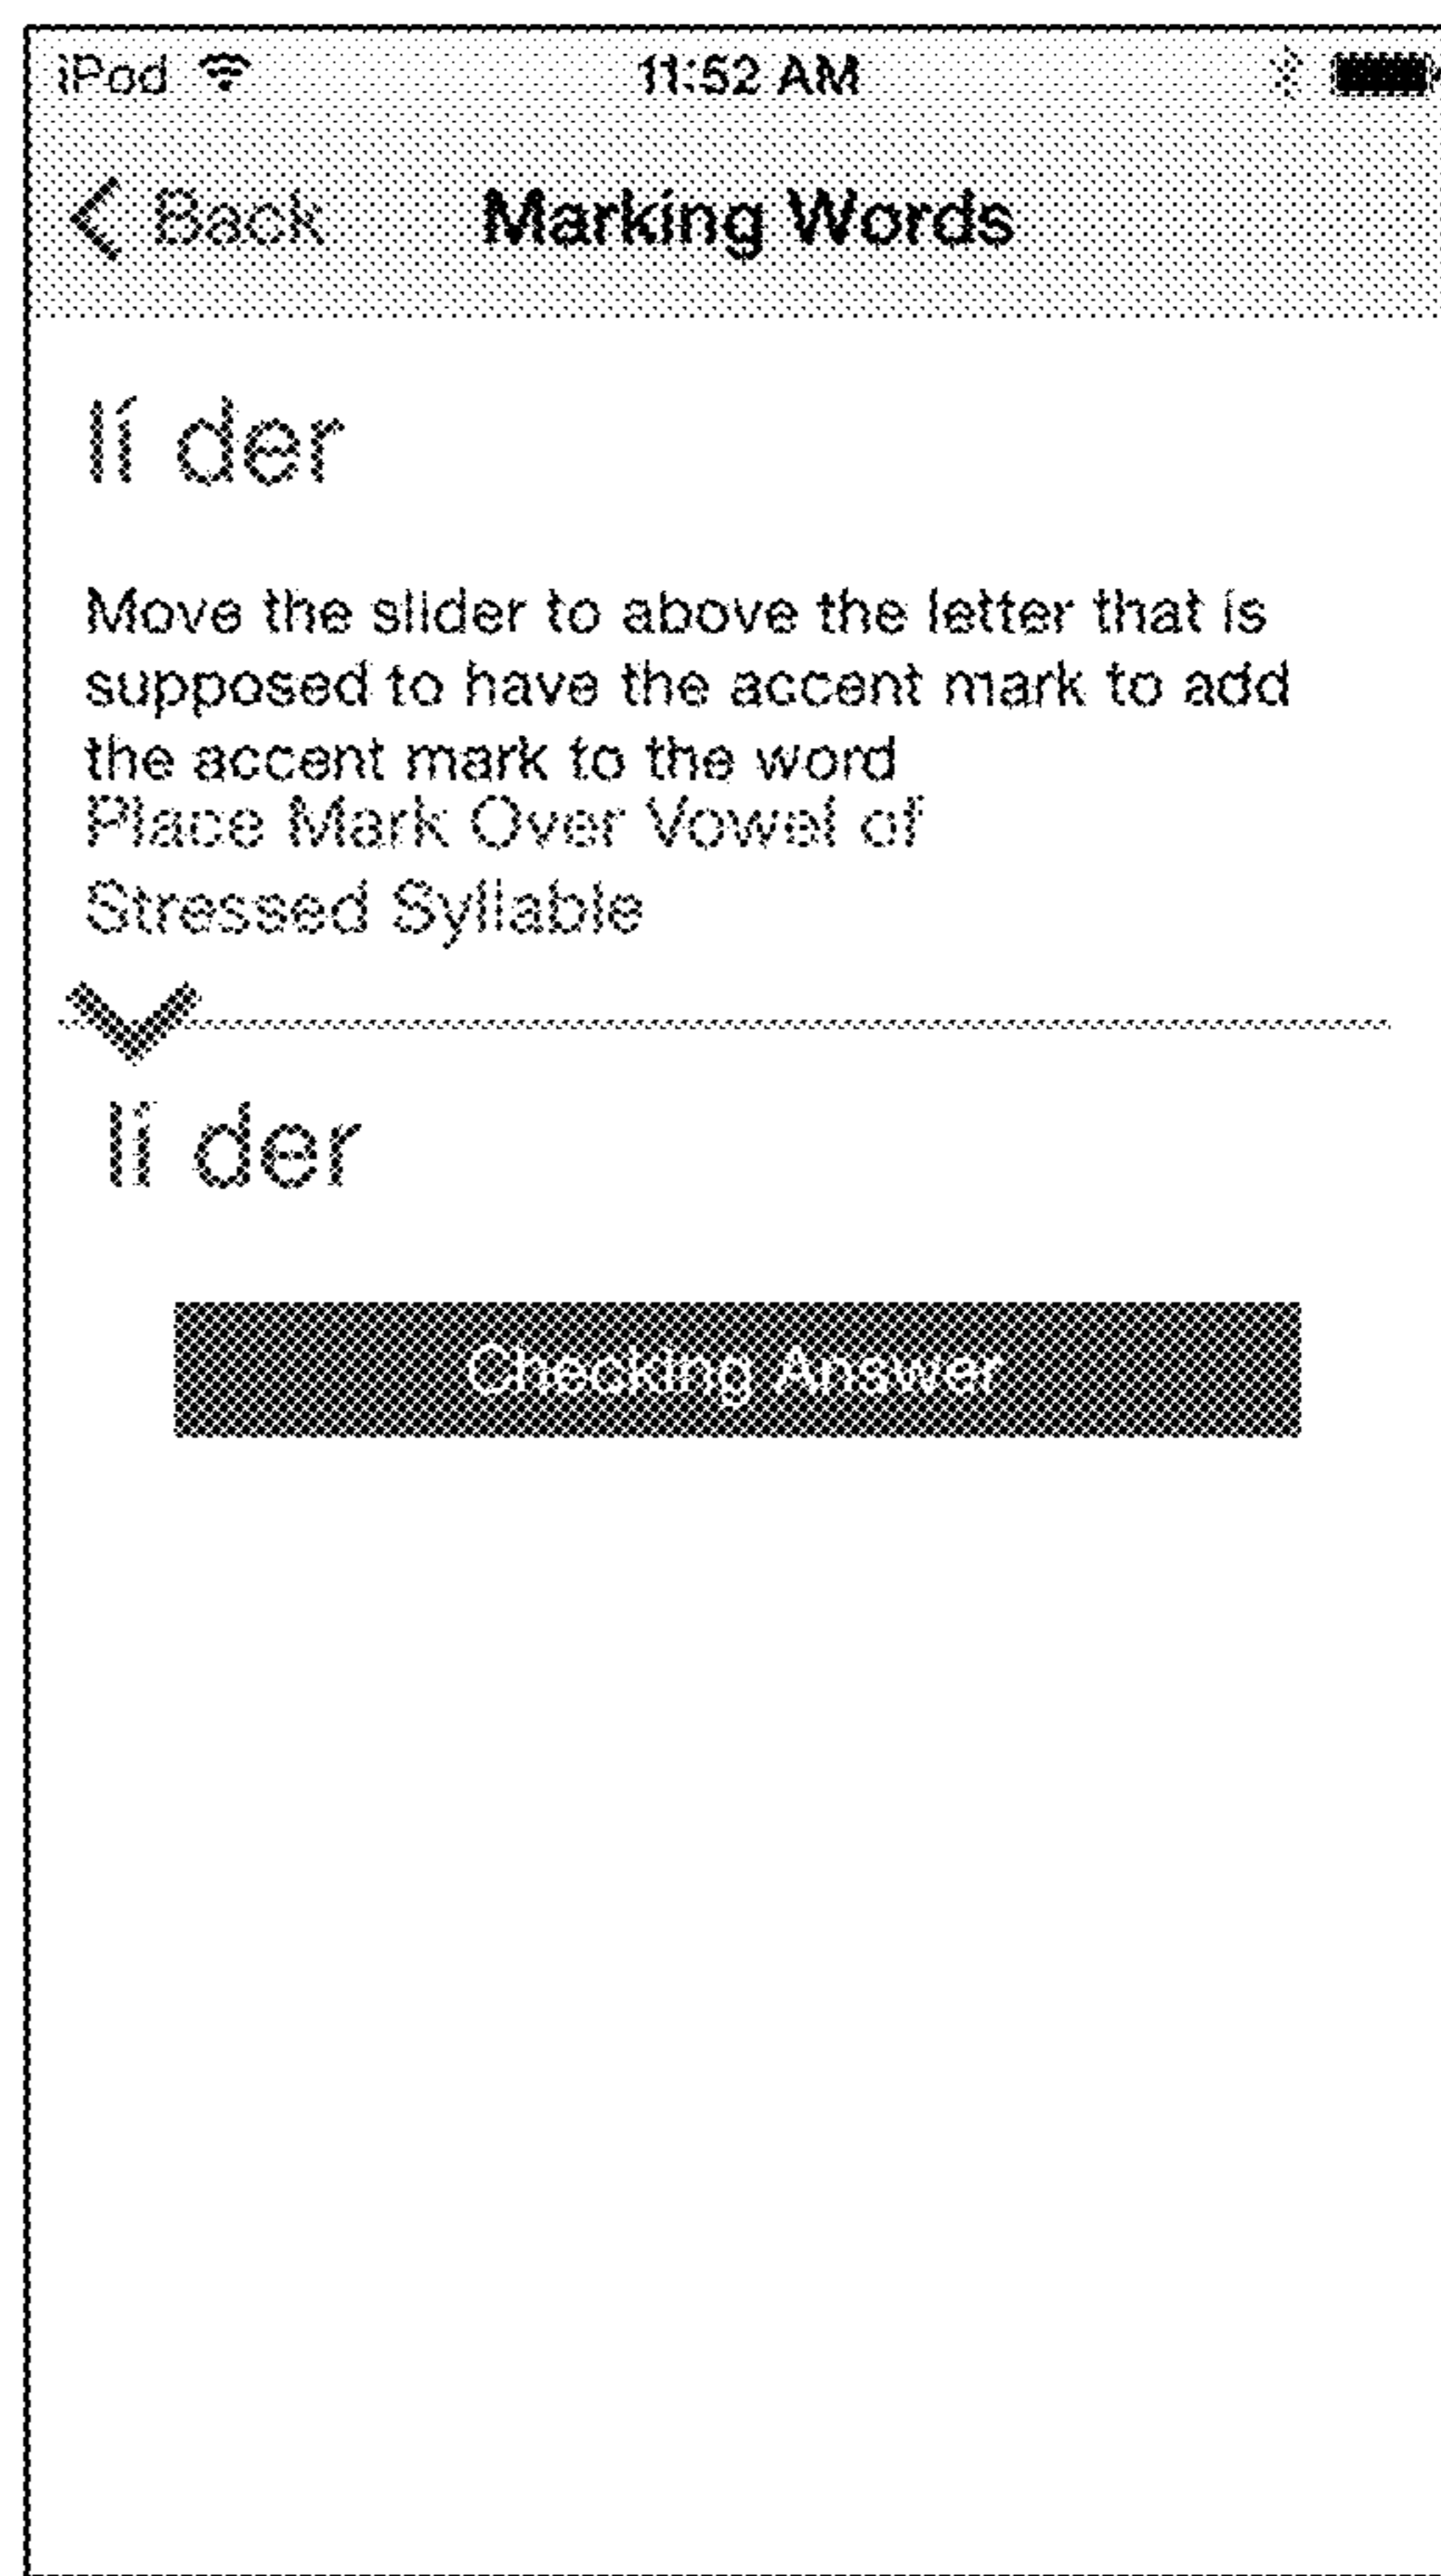 iPod 11:52 AM
Back Marking Words
lí der
Move the slider to above the letter that is
supposed to have the accent mark to add
the accent mark to the word
Place Mark Over Vowel of
Stressed Syllable
lí der
Checking Answer